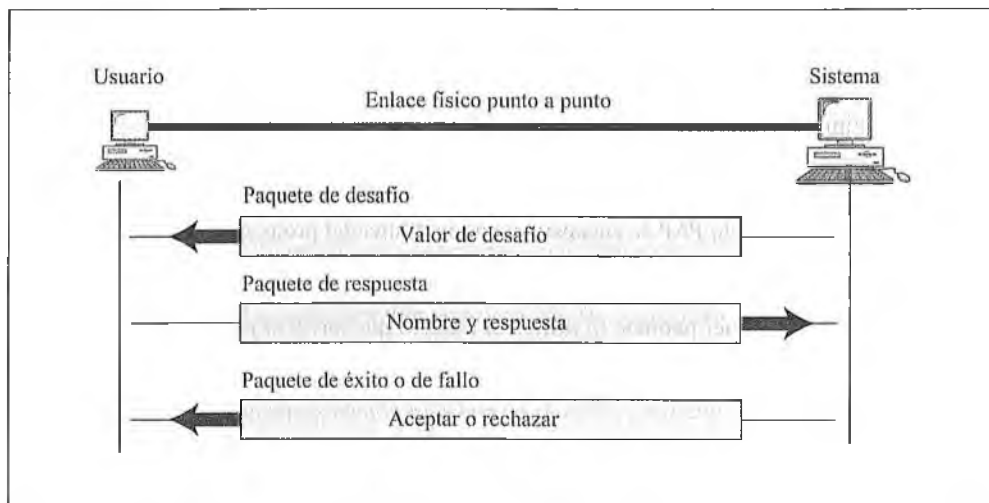 Usuario
Sistema
Enlace físico punto a punto
Paquete de desafío
Valor de desafío
Paquete de respuesta
Nombre y respuesta
Paquete de éxito o de fallo
Aceptar o rechazar